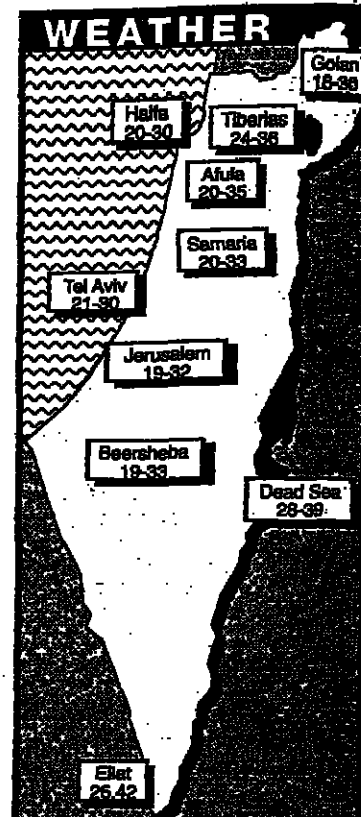 WEATHER
Golan
18-36
Haifa
20-30
Tiberias
24-36
Afula
20-35
Samaria
20-33
Tel Aviv
21-30
Jerusalem
19-32
Beersheba
19-33
Dead Sea
28-39
Eilat
26,42